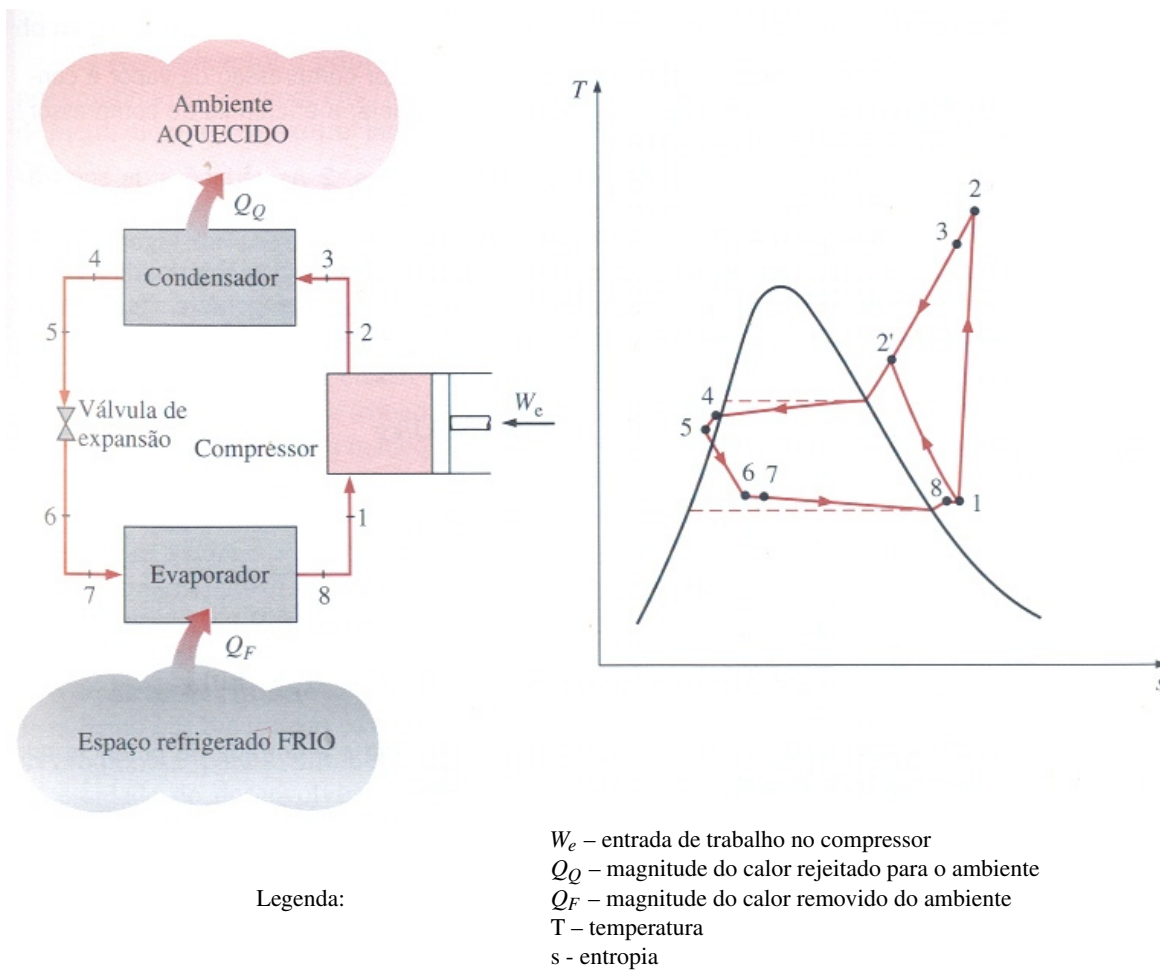 Ambiente
AQUECIDO
Q_Q
4
Condensador
3
5
2
Válvula de
expansão
Compressor
W_e
6
1
7
Evaporador
8
Q_F
Espaço refrigerado FRIO
T
2
3
2'
4
5
6
7
8
1
s
Legenda:
W_e – entrada de trabalho no compressor
Q_Q – magnitude do calor rejeitado para o ambiente
Q_F – magnitude do calor removido do ambiente
T – temperatura
s - entropia